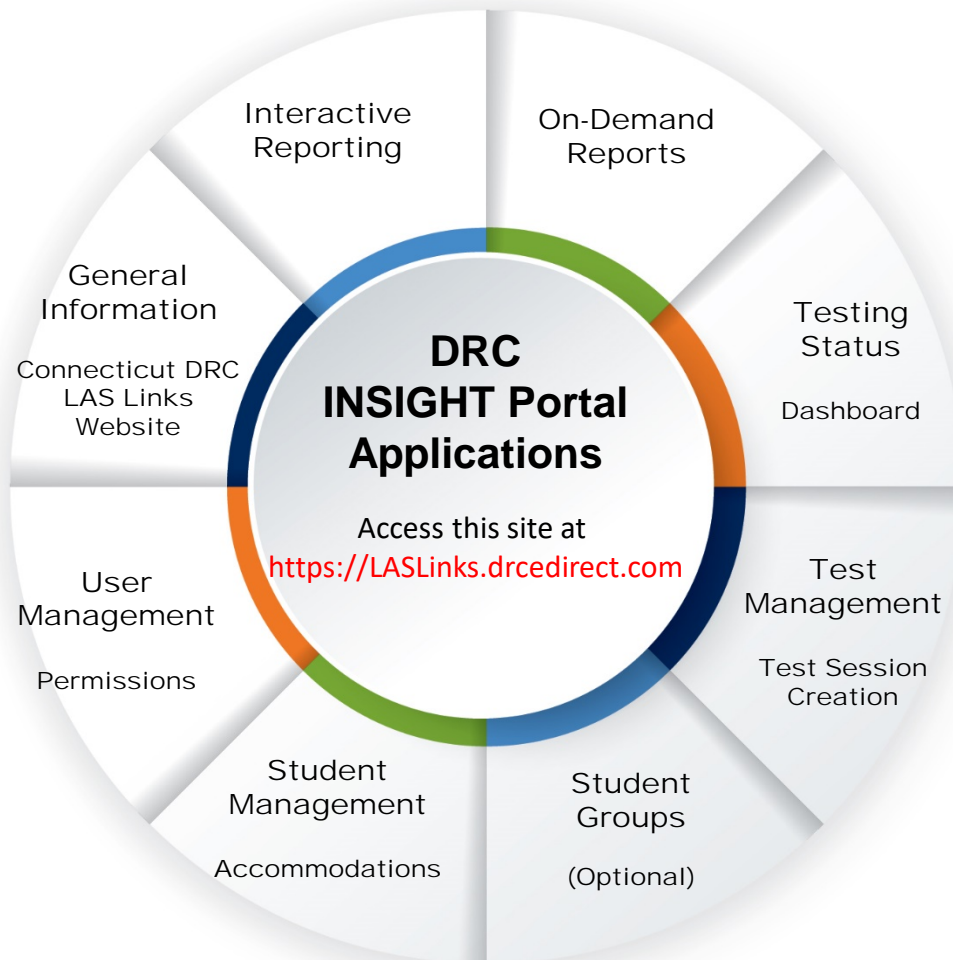 Interactive
Reporting
On-Demand
Reports
General
Information
Connecticut DRC
LAS Links
Website
Testing
Status
Dashboard
DRC
INSIGHT Portal
Applications
Access this site at
https://LASLinks.drcedirect.com
User
Management
Permissions
Test
Management
Test Session
Creation
Student
Management
Accommodations
Student
Groups
(Optional)